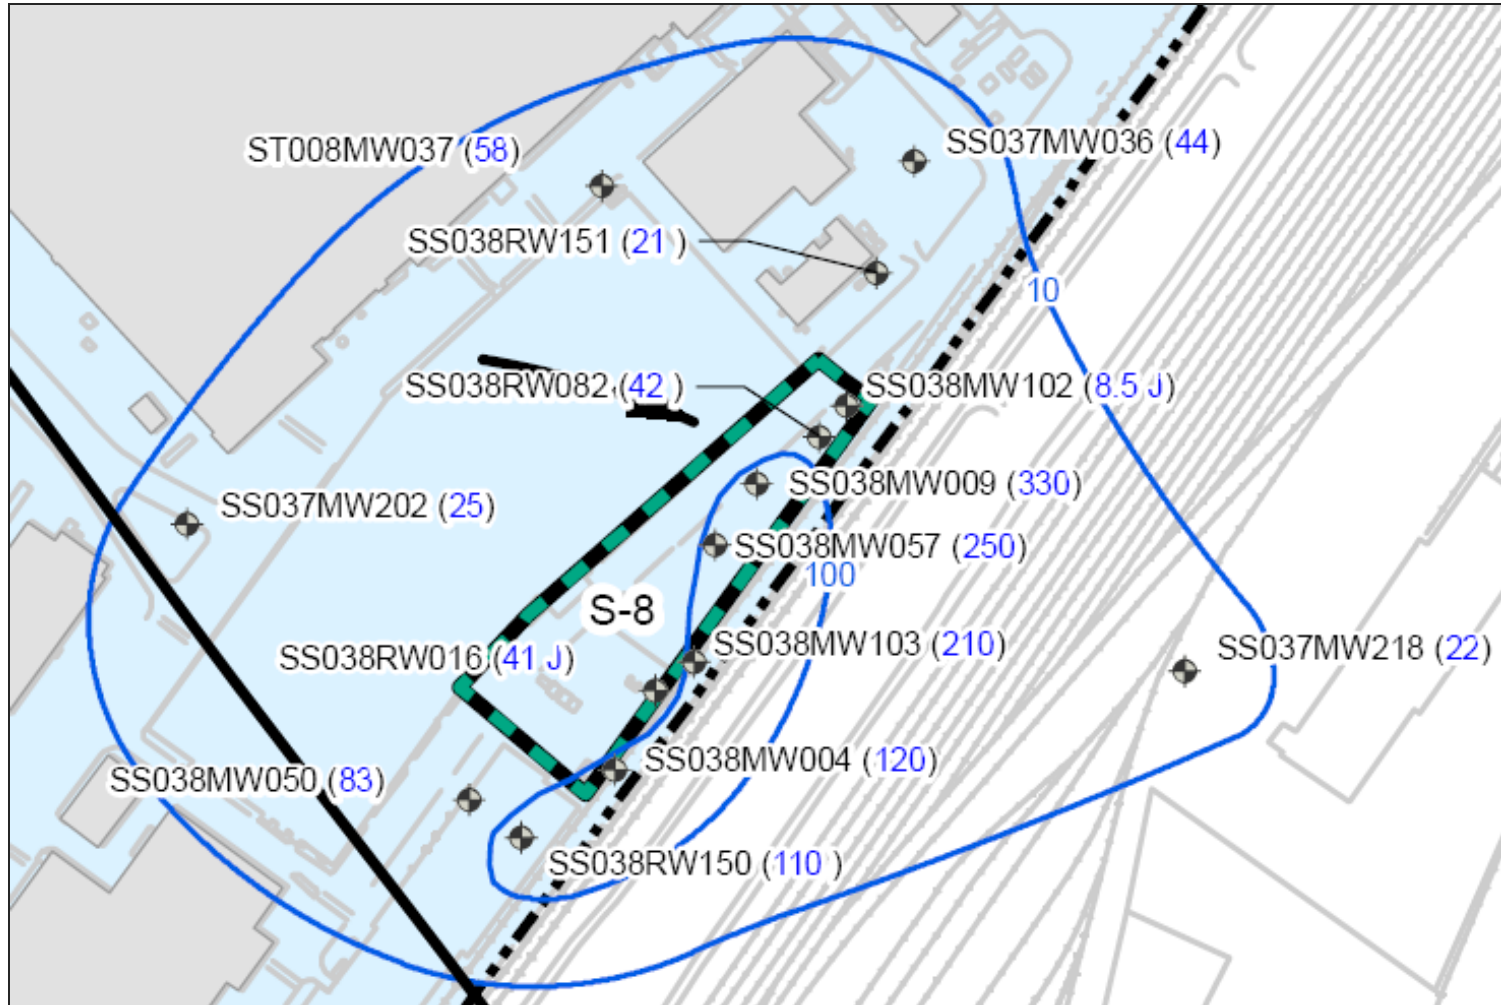 ST008MW037 (58)
SS037MW036 (44)
SS038RW151 (21 )
10
SS038RW082 (42 )
SS038MW102 (8.5 J)
SS038MW009 (330)
SS037MW202 (25)
SS038MW057 (250)
100
S-8
SS038RW016 (41 J)
SS038MW103 (210)
SS037MW218 (22)
SS038MW004 (120)
SS038MW050 (83)
SS038RW150 (110 )